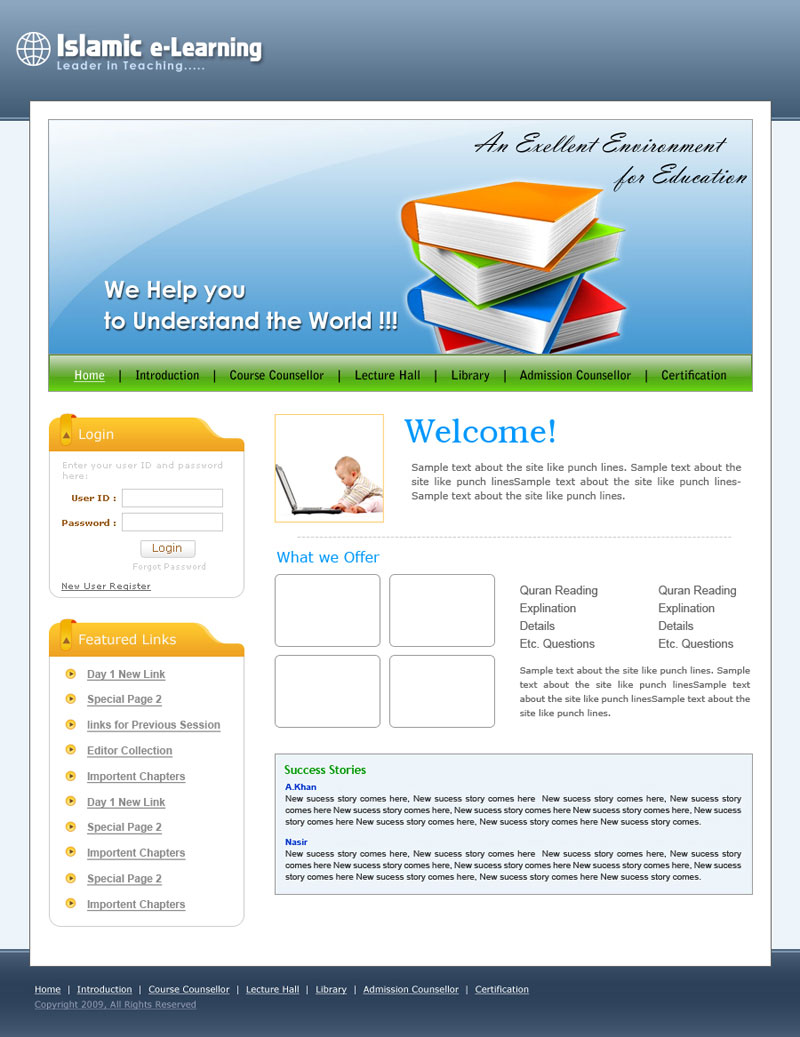 Islamic e-Learning
Leader in Teaching.....
An Exellent Environment
for Education
We Help you
to Understand the World !!!
Home | Introduction | Course Counsellor | Lecture Hall | Library | Admission Counsellor | Certification
Login
Enter your user ID and password
here:
User ID :
Password :
Login
Forgot Password
New User Register
Featured Links
Day 1 New Link
Special Page 2
links for Previous Session
Editor Collection
Importent Chapters
Day 1 New Link
Special Page 2
Importent Chapters
Special Page 2
Importent Chapters
Welcome!
Sample text about the site like punch lines. Sample text about the
site like punch linesSample text about the site like punch lines-
Sample text about the site like punch lines.
What we Offer
Quran Reading
Explination
Details
Etc. Questions
Quran Reading
Explination
Details
Etc. Questions
Sample text about the site like punch lines. Sample
text about the site like punch linesSample text
about the site like punch linesSample text about the
site like punch lines.
Success Stories
A.Khan
New sucess story comes here, New sucess story comes here New sucess story comes here, New sucess story
comes here New sucess story comes here, New sucess story comes here New sucess story comes here, New sucess
story comes here New sucess story comes here, New sucess story comes here New sucess story comes.
Nasir
New sucess story comes here, New sucess story comes here New sucess story comes here, New sucess story
comes here New sucess story comes here, New sucess story comes here New sucess story comes here, New sucess
story comes here New sucess story comes here, New sucess story comes here New sucess story comes.
Home | Introduction | Course Counsellor | Lecture Hall | Library | Admission Counsellor | Certification
Copyright 2009, All Rights Reserved